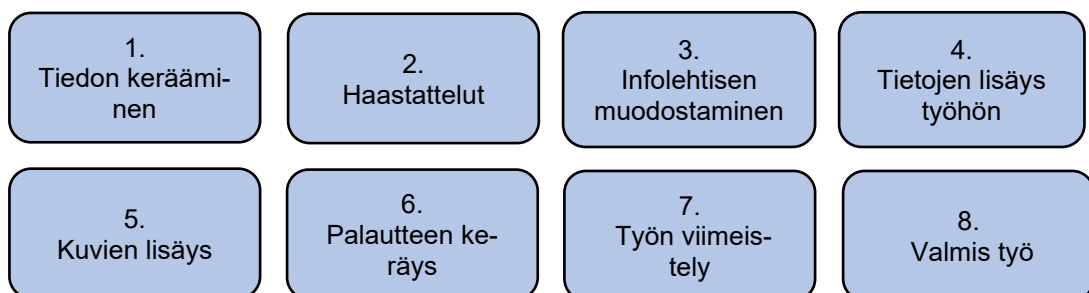 1.
Tiedon keräämi-
nen
2.
Haastattelut
3.
Infolehtisen
muodostaminen
4.
Tietojen lisäys
työhön
5.
Kuvien lisäys
6.
Palautteen ke-
räys
7.
Työn viimeis-
tely
8.
Valmis työ